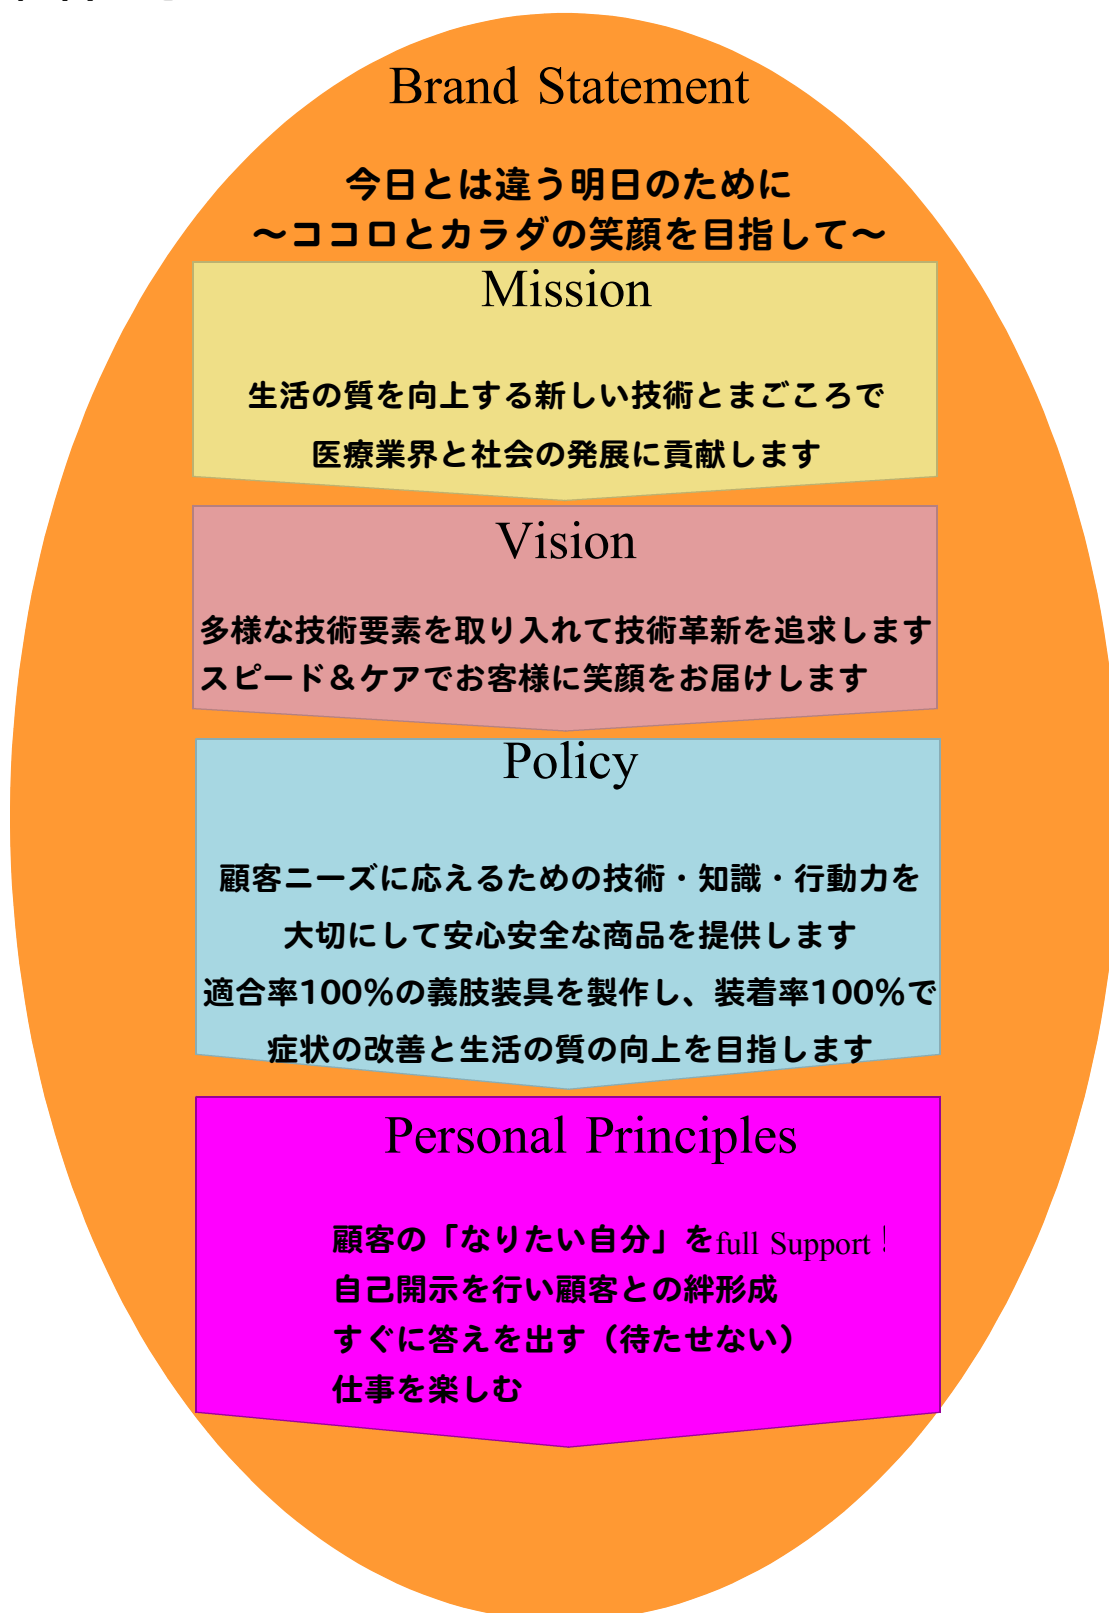 Brand Statement
今日とは違う明日のために
～ココロとカラダの笑顔を目指して～
Mission
生活の質を向上する新しい技術とまごころで
医療業界と社会の発展に貢献します
Vision
多様な技術要素を取り入れて技術革新を追求します
スピード＆ケアでお客様に笑顔をお届けします
Policy
顧客ニーズに応えるための技術・知識・行動力を
大切にして安心安全な商品を提供します
適合率100％の義肢装具を製作し、装着率100％で
症状の改善と生活の質の向上を目指します
Personal Principles
顧客の「なりたい自分」をfull Support！
自己開示を行い顧客との絆形成
すぐに答えを出す（待たせない）
仕事を楽しむ